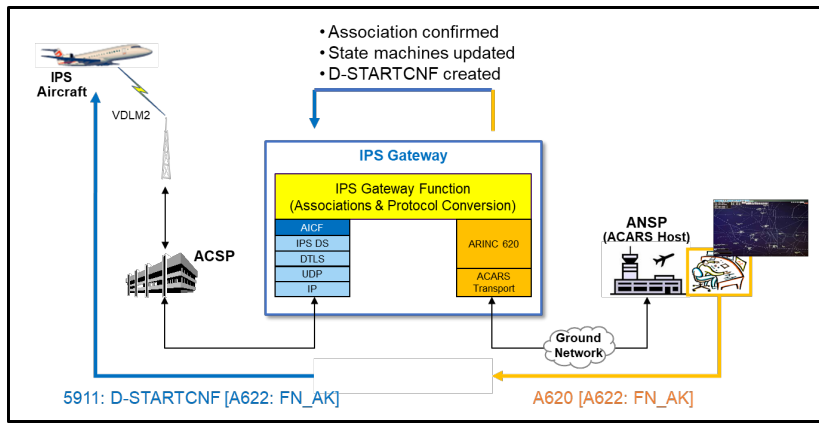 • Association confirmed
• State machines updated
• D-STARTCNF created
IPS
Aircraft
VDLM2
IPS Gateway
IPS Gateway Function
(Associations & Protocol Conversion)
AICF
IPS DS
DTLS
UDP
IP
ARINC 620
ACARS
Transport
ACSP
ANSP
(ACARS Host)
Ground
Network
5911: D-STARTCNF [A622: FN_AK]
A620 [A622: FN_AK]